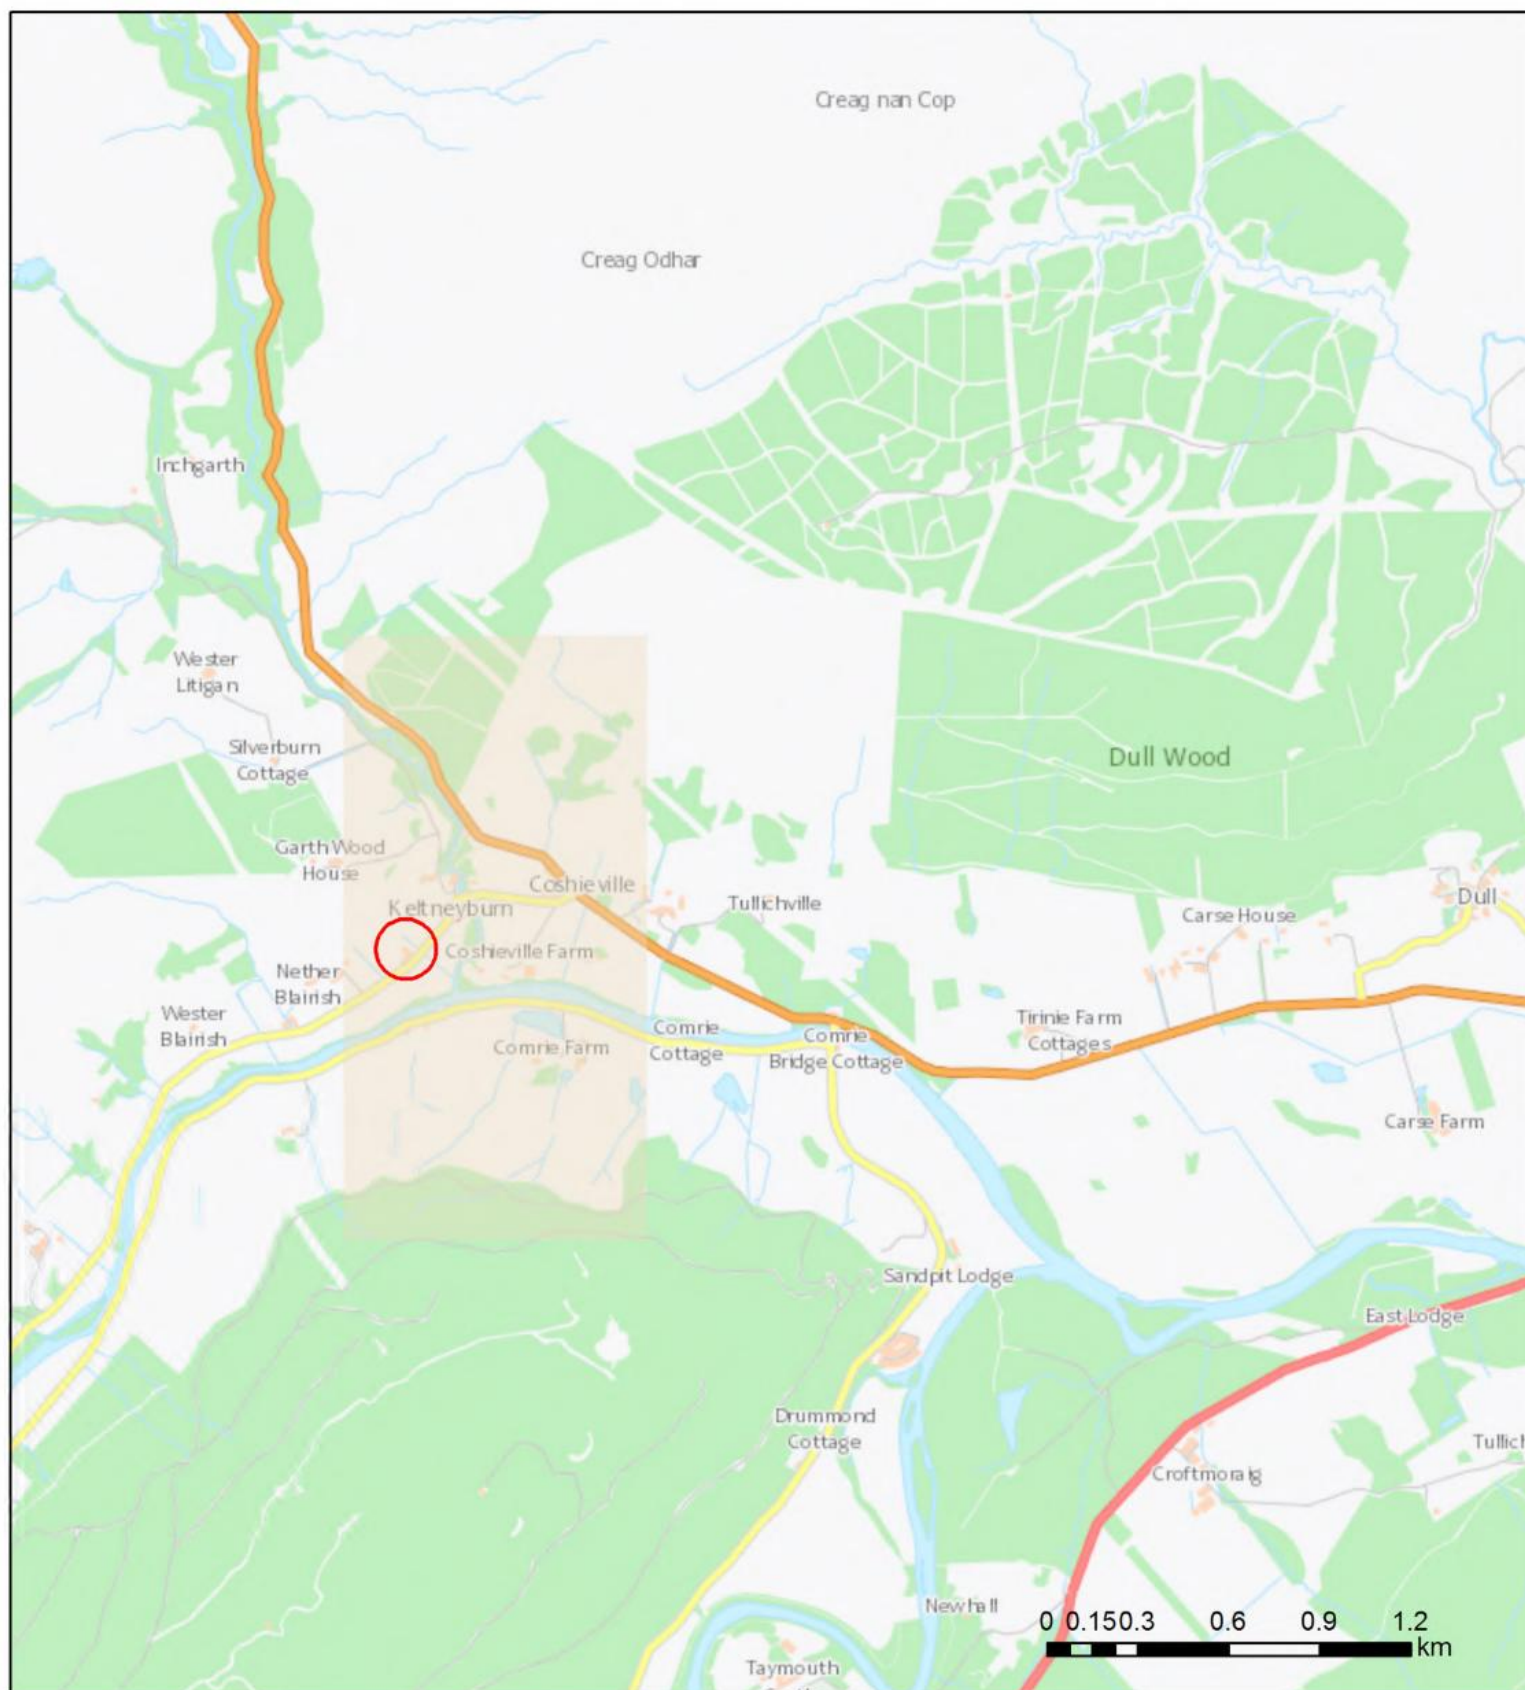 Creag nan Cop
Creag Odhar
Inchgarth
Wester
Litigan
Silverburn
Cottage
Dull Wood
Garth Wood
House
Coshieville
Keltneyburn
Tullichville
Carse House
Dull
Coshieville Farm
Nether
Blairish
Wester
Blairish
Comrie Farm
Comrie
Cottage
Comrie
Bridge Cottage
Tirinie Farm
Cottages
Carse Farm
Sandpit Lodge
East Lodge
Drummond
Cottage
Tullich
Croftmoraig
Newhall
0 0.15 0.3 0.6 0.9 1.2
km
Taymouth